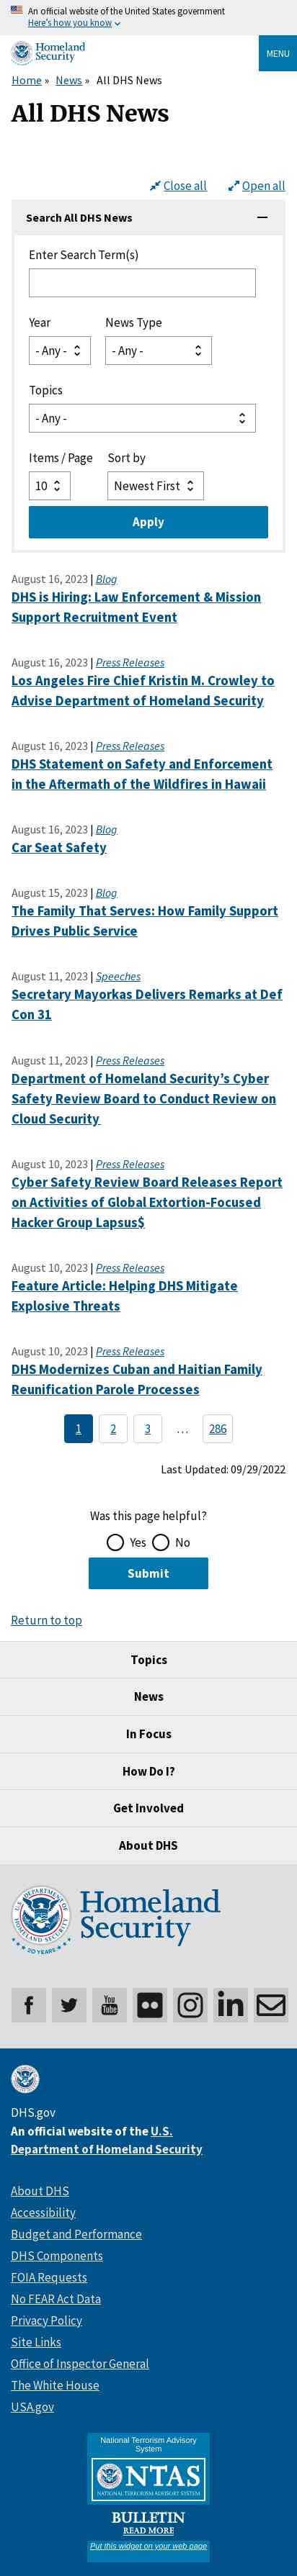 An official website of the United States government
Here's how you know
Homeland
Security
MENU
Home » News » All DHS News
All DHS News
Close all
Open all
Search All DHS News
Enter Search Term(s)
Year
News Type
- Any -
- Any -
Topics
- Any -
Items / Page
Sort by
10
Newest First
Apply
August 16, 2023 | Blog
DHS is Hiring: Law Enforcement & Mission
Support Recruitment Event
August 16, 2023 | Press Releases
Los Angeles Fire Chief Kristin M. Crowley to
Advise Department of Homeland Security
August 16, 2023 | Press Releases
DHS Statement on Safety and Enforcement
in the Aftermath of the Wildfires in Hawaii
August 16, 2023 | Blog
Car Seat Safety
August 15, 2023 | Blog
The Family That Serves: How Family Support
Drives Public Service
August 11, 2023 | Speeches
Secretary Mayorkas Delivers Remarks at Def
Con 31
August 11, 2023 | Press Releases
Department of Homeland Security’s Cyber
Safety Review Board to Conduct Review on
Cloud Security
August 10, 2023 | Press Releases
Cyber Safety Review Board Releases Report
on Activities of Global Extortion-Focused
Hacker Group Lapsus$
August 10, 2023 | Press Releases
Feature Article: Helping DHS Mitigate
Explosive Threats
August 10, 2023 | Press Releases
DHS Modernizes Cuban and Haitian Family
Reunification Parole Processes
1 2 3 … 286
Last Updated: 09/29/2022
Was this page helpful?
Yes
No
Submit
Return to top
Topics
News
In Focus
How Do I?
Get Involved
About DHS
Homeland
Security
20 YEARS
You
Tube
DHS.gov
An official website of the U.S.
Department of Homeland Security
About DHS
Accessibility
Budget and Performance
DHS Components
FOIA Requests
No FEAR Act Data
Privacy Policy
Site Links
Office of Inspector General
The White House
USA.gov
National Terrorism Advisory
System
NTAS
NATIONAL TERRORISM ADVISORY SYSTEM
BULLETIN
READ MORE
Put this widget on your web page